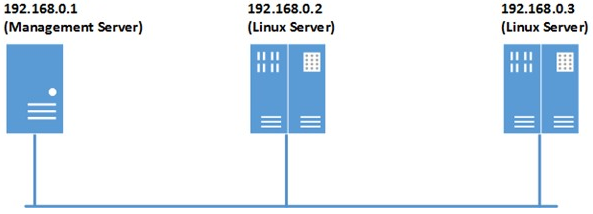 192.168.0.1
(Management Server)
192.168.0.2
(Linux Server)
192.168.0.3
(Linux Server)